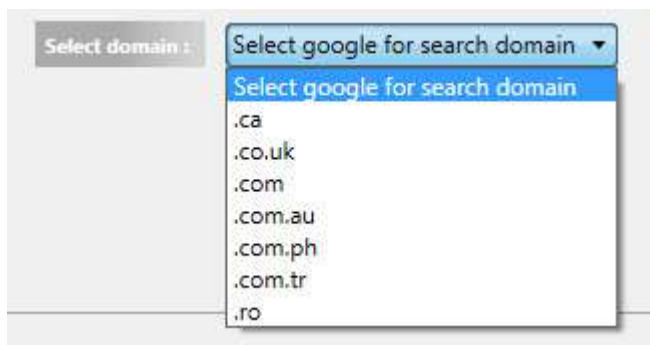 Select domain : Select google for search domain
Select google for search domain
.ca
.co.uk
.com
.com.au
.com.ph
.com.tr
.ro